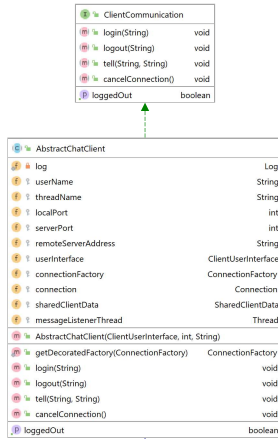 ClientCommunication
login(String) void
logout(String) void
tell(String, String) void
cancelConnection() void
loggedOut boolean
AbstractChatClient
log Log
userName String
threadName String
localPort int
serverPort int
remoteServerAddress String
userInterface ClientUserInterface
connectionFactory ConnectionFactory
connection Connection
sharedClientData SharedClientData
messageListenerThread Thread
AbstractChatClient(ClientUserInterface, int, String)
getDecoratedFactory(ConnectionFactory) ConnectionFactory
login(String) void
logout(String) void
tell(String, String) void
cancelConnection() void
loggedOut boolean